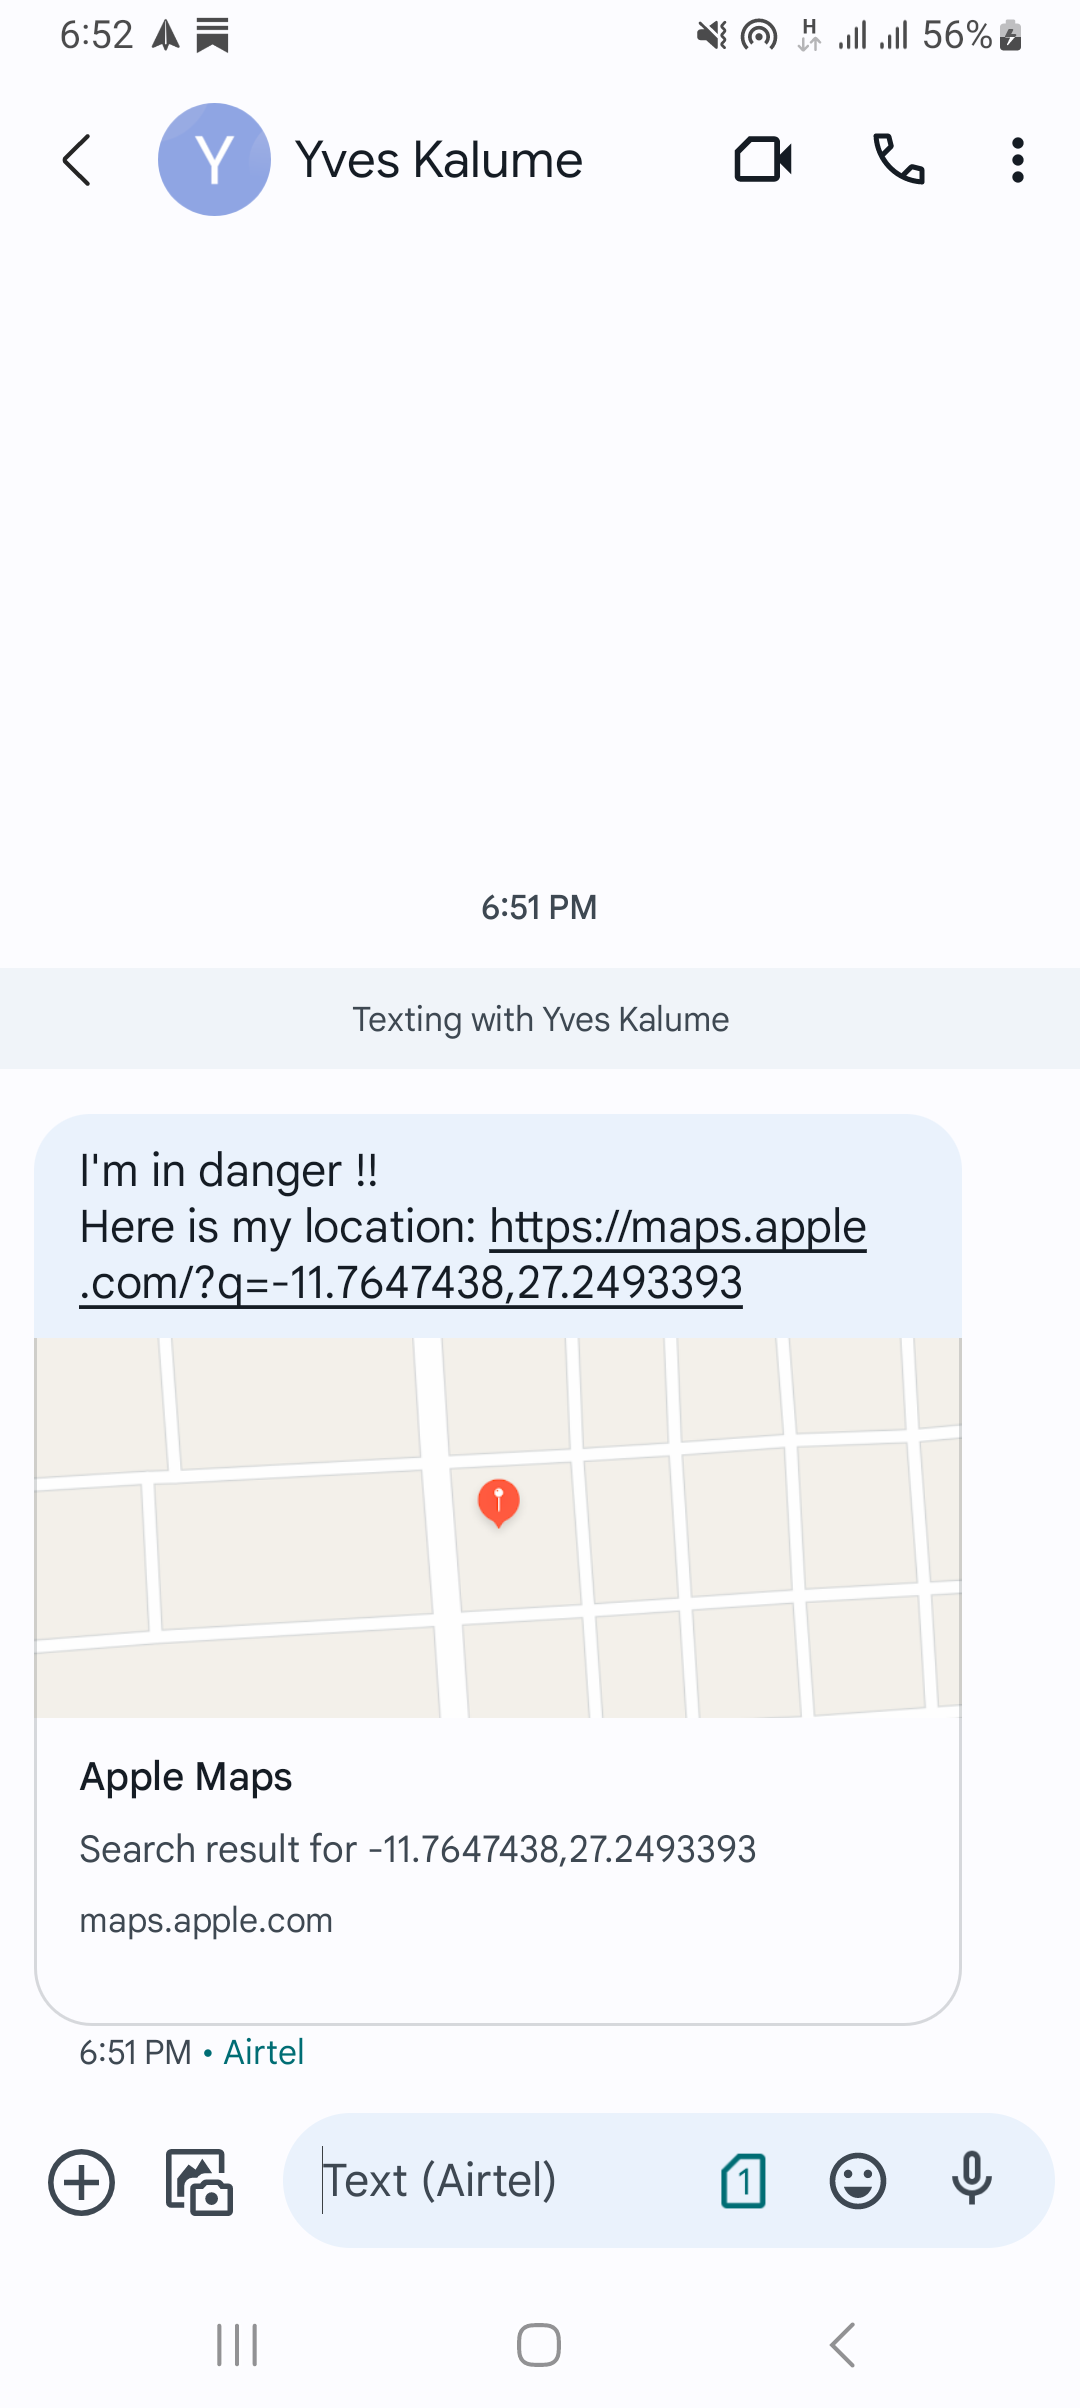 6:52
H
56%
Y
Yves Kalume
6:51 PM
Texting with Yves Kalume
I'm in danger !!
Here is my location: https://maps.apple
.com/?q=-11.7647438,27.2493393
Apple Maps
Search result for -11.7647438,27.2493393
maps.apple.com
6:51 PM • Airtel
Text (Airtel)
1